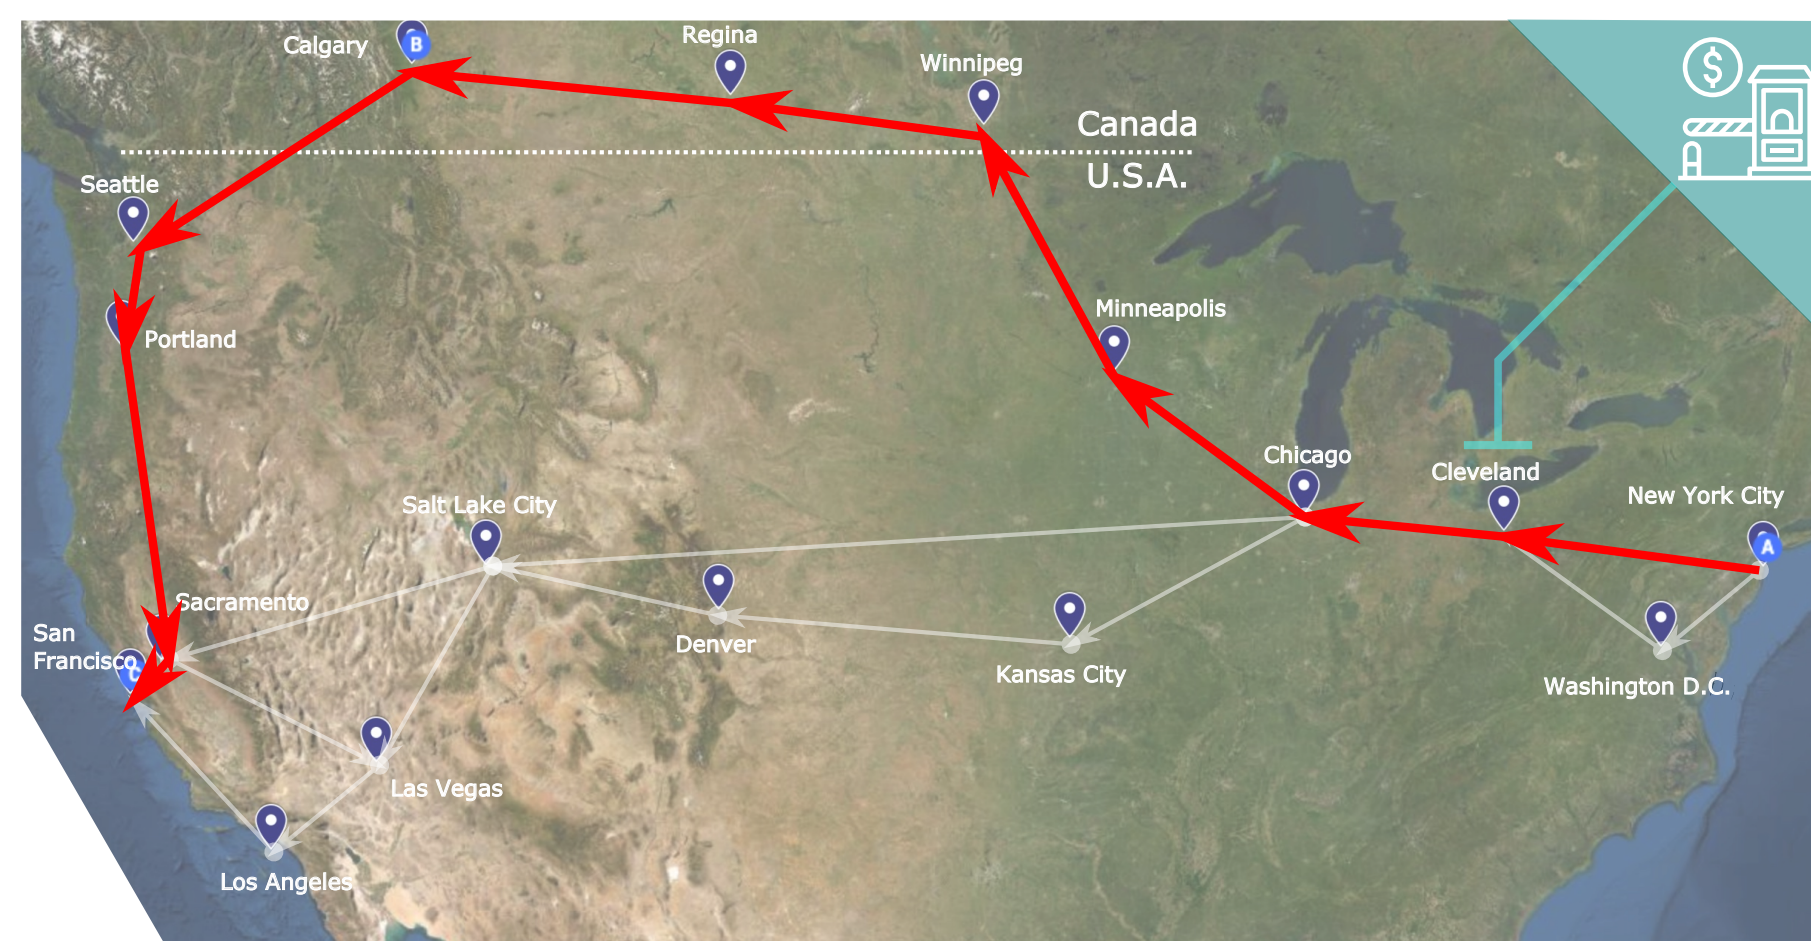 Calgary
B
Regina
Winnipeg
$
Canada
U.S.A.
Seattle
Portland
Minneapolis
Chicago
Cleveland
New York City
A
Salt Lake City
Sacramento
San
Francisco
C
Denver
Kansas City
Washington D.C.
Las Vegas
Los Angeles